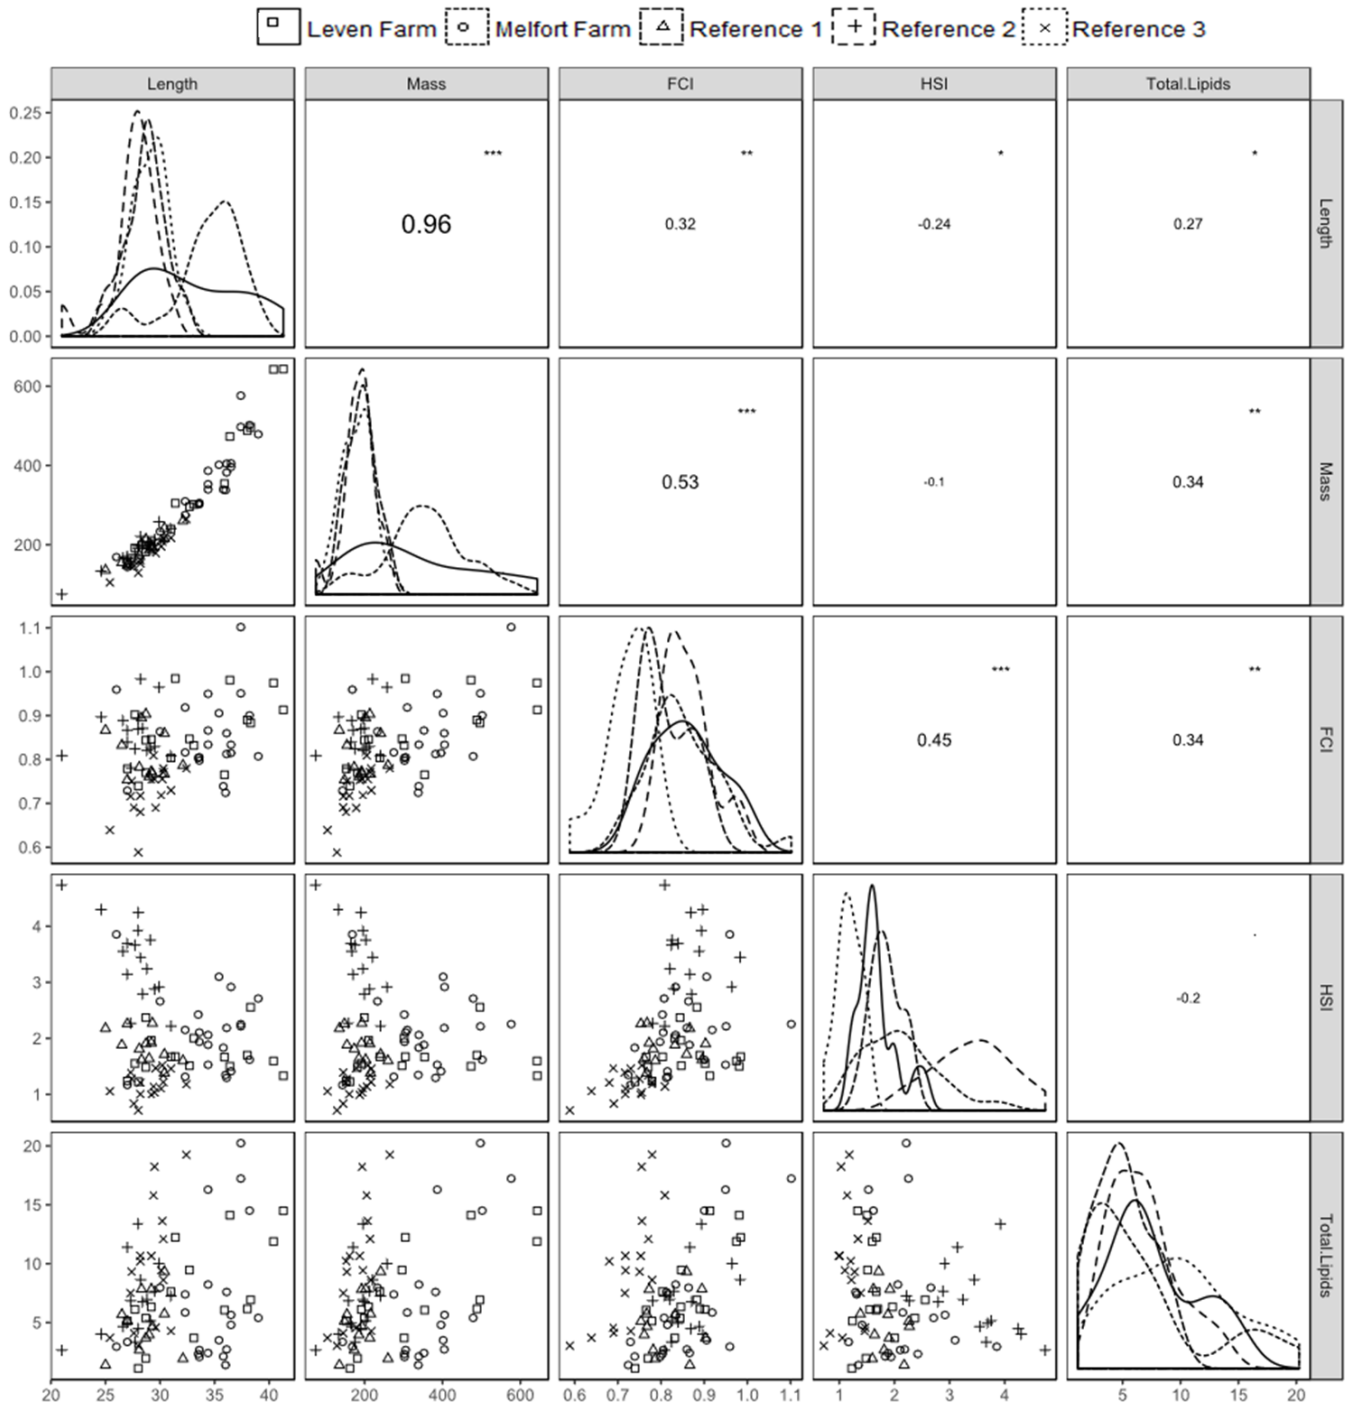 Leven Farm Melfort Farm Reference 1 Reference 2 Reference 3
Length Mass FCI HSI Total.Lipids
0.25
0.20
0.15
0.10
0.05
0.00
*** ** * *
0.96 0.32 -0.24 0.27
Length
600
400
200
*** **
0.53 -0.1 0.34
Mass
1.1
1.0
0.9
0.8
0.7
0.6
*** **
0.45 0.34
FCI
4
3
2
1
.
-0.2
HSI
20
15
10
5
Total.Lipids
20 25 30 35 40 200 400 600 0.6 0.7 0.8 0.9 1.0 1.1 1 2 3 4 5 10 15 20